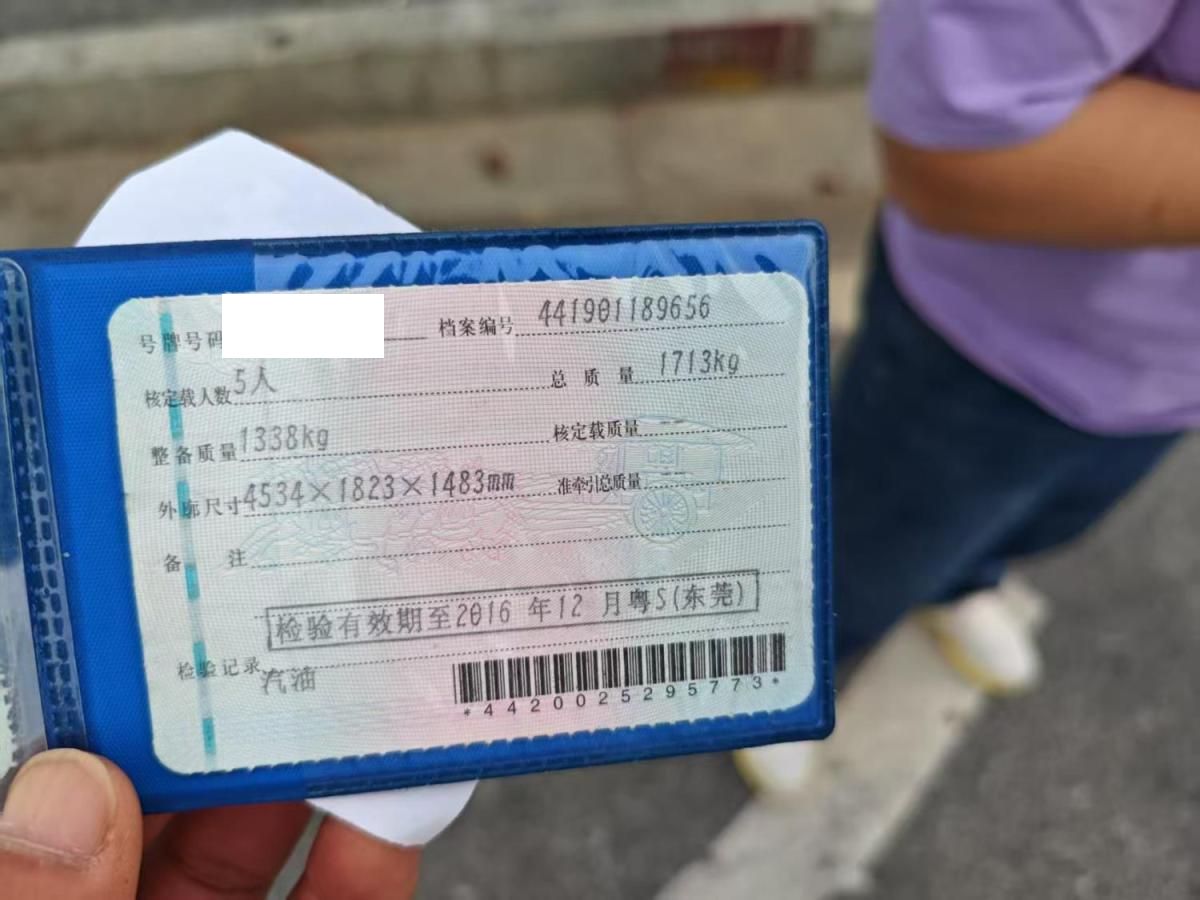 号牌号码 档案编号 441901189656
核定载人数 5人 总质量 1713kg
整备质量 1338kg 核定载质量 --
外廓尺寸 4534×1823×1483mm 准牵引总质量 --
备注
检验有效期至2016年12月粤S(东莞)
检验记录 汽油
*4420025295773*